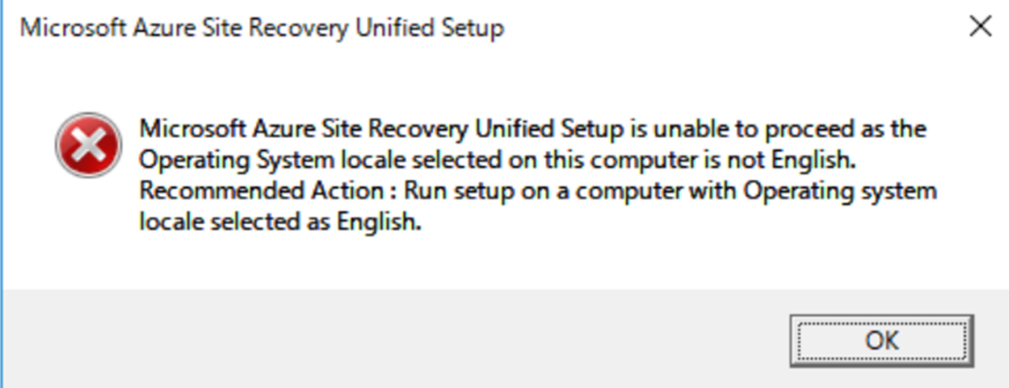 Microsoft Azure Site Recovery Unified Setup
Microsoft Azure Site Recovery Unified Setup is unable to proceed as the
Operating System locale selected on this computer is not English.
Recommended Action : Run setup on a computer with Operating system
locale selected as English.
OK